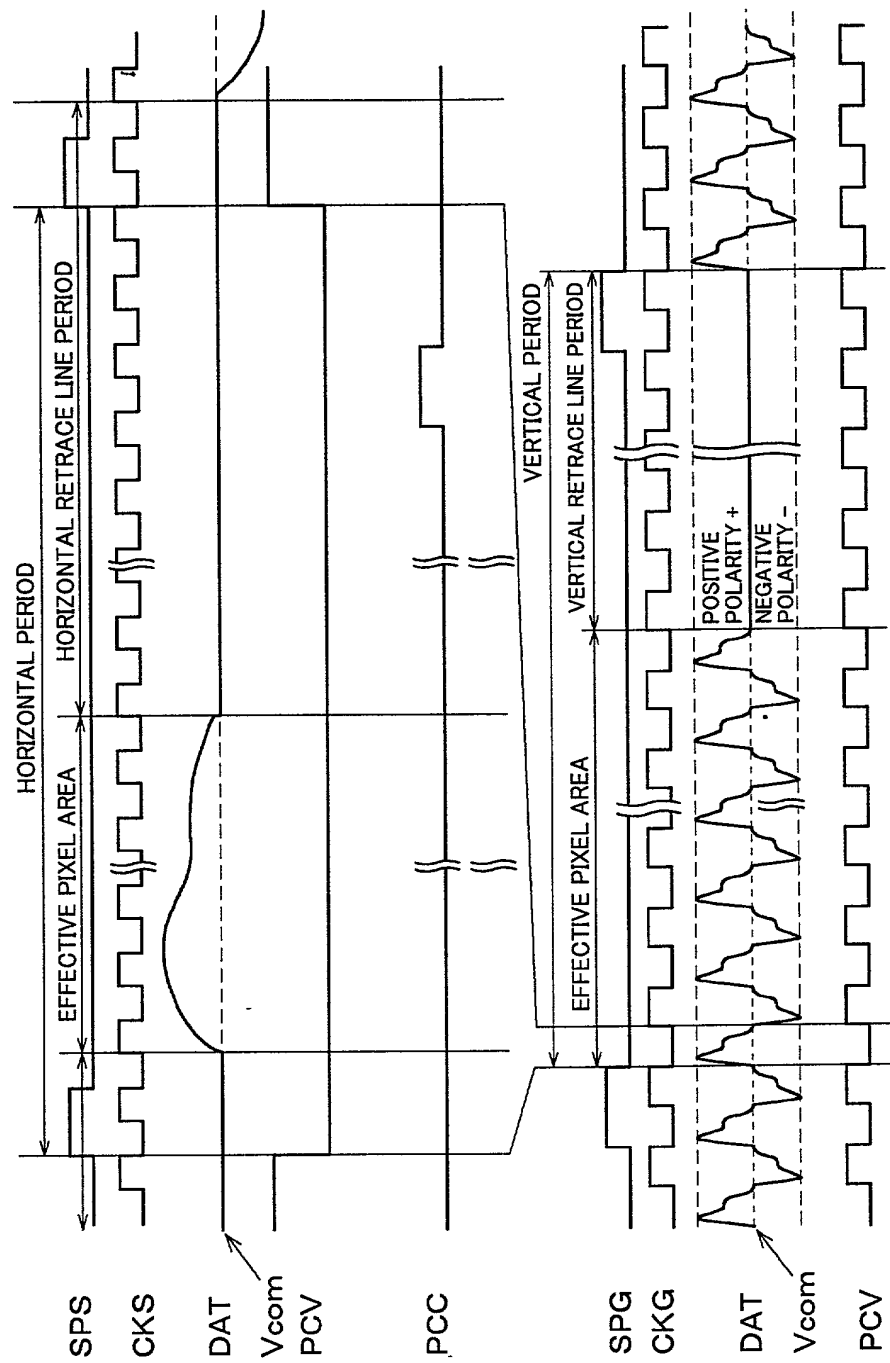 HORIZONTAL PERIOD
EFFECTIVE PIXEL AREA
HORIZONTAL RETRACE LINE PERIOD
SPS
CKS
DAT
Vcom
PCV
PCC
VERTICAL PERIOD
EFFECTIVE PIXEL AREA
VERTICAL RETRACE LINE PERIOD
SPG
CKG
POSITIVE
POLARITY +
DAT
NEGATIVE
POLARITY -
Vcom
PCV